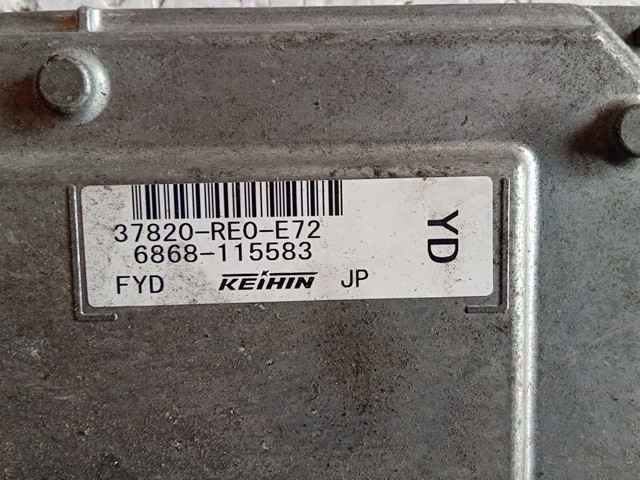 37820-RE0-E72
6868-115583
FYD KEIHIN JP
YD